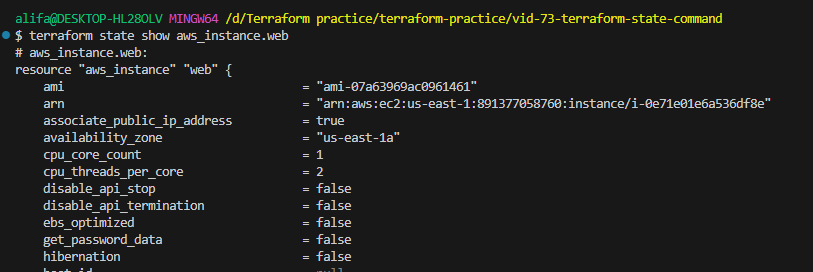 alifa@DESKTOP-HL28OLV MINGW64 /d/Terraform practice/terraform-practice/vid-73-terraform-state-command
$ terraform state show aws_instance.web
# aws_instance.web:
resource "aws_instance" "web" {
    ami                                  = "ami-07a63969ac0961461"
    arn                                  = "arn:aws:ec2:us-east-1:891377058760:instance/i-0e71e01e6a536df8e"
    associate_public_ip_address          = true
    availability_zone                    = "us-east-1a"
    cpu_core_count                       = 1
    cpu_threads_per_core                 = 2
    disable_api_stop                     = false
    disable_api_termination              = false
    ebs_optimized                        = false
    get_password_data                    = false
    hibernation                          = false